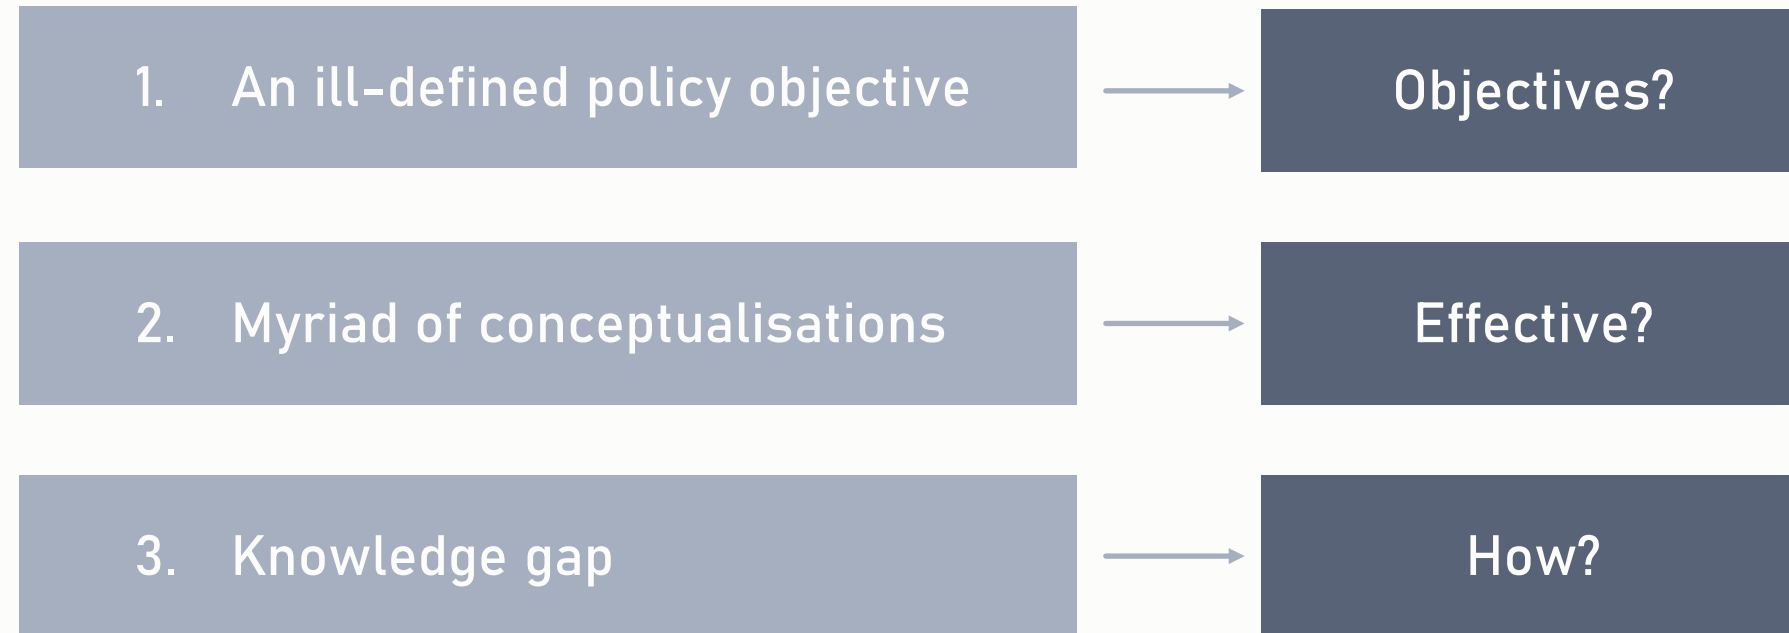 1. An ill-defined policy objective
Objectives?
2. Myriad of conceptualisations
Effective?
3. Knowledge gap
How?